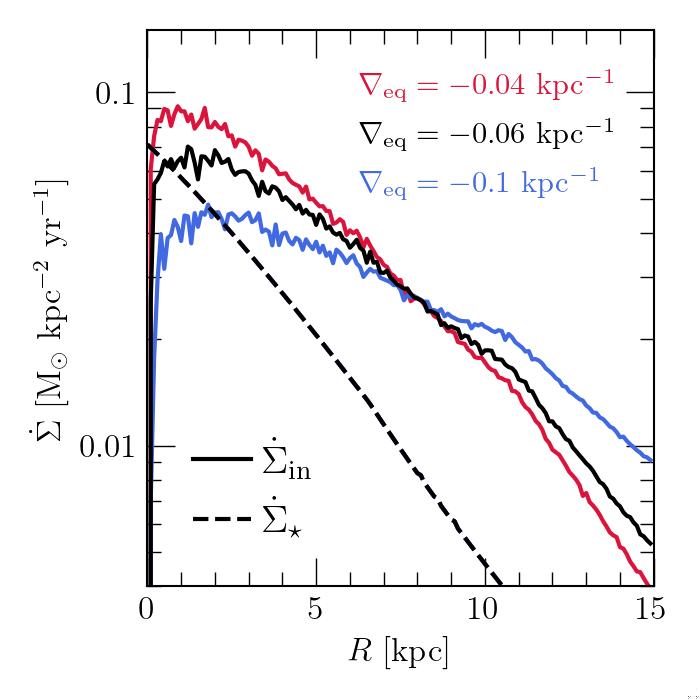 ∇eq = −0.04 kpc⁻¹
0.1
∇eq = −0.06 kpc⁻¹
∇eq = −0.1 kpc⁻¹
Σ̇ [M⊙ kpc⁻² yr⁻¹]
0.01
Σ̇in
Σ̇⋆
0 5 10 15
R [kpc]